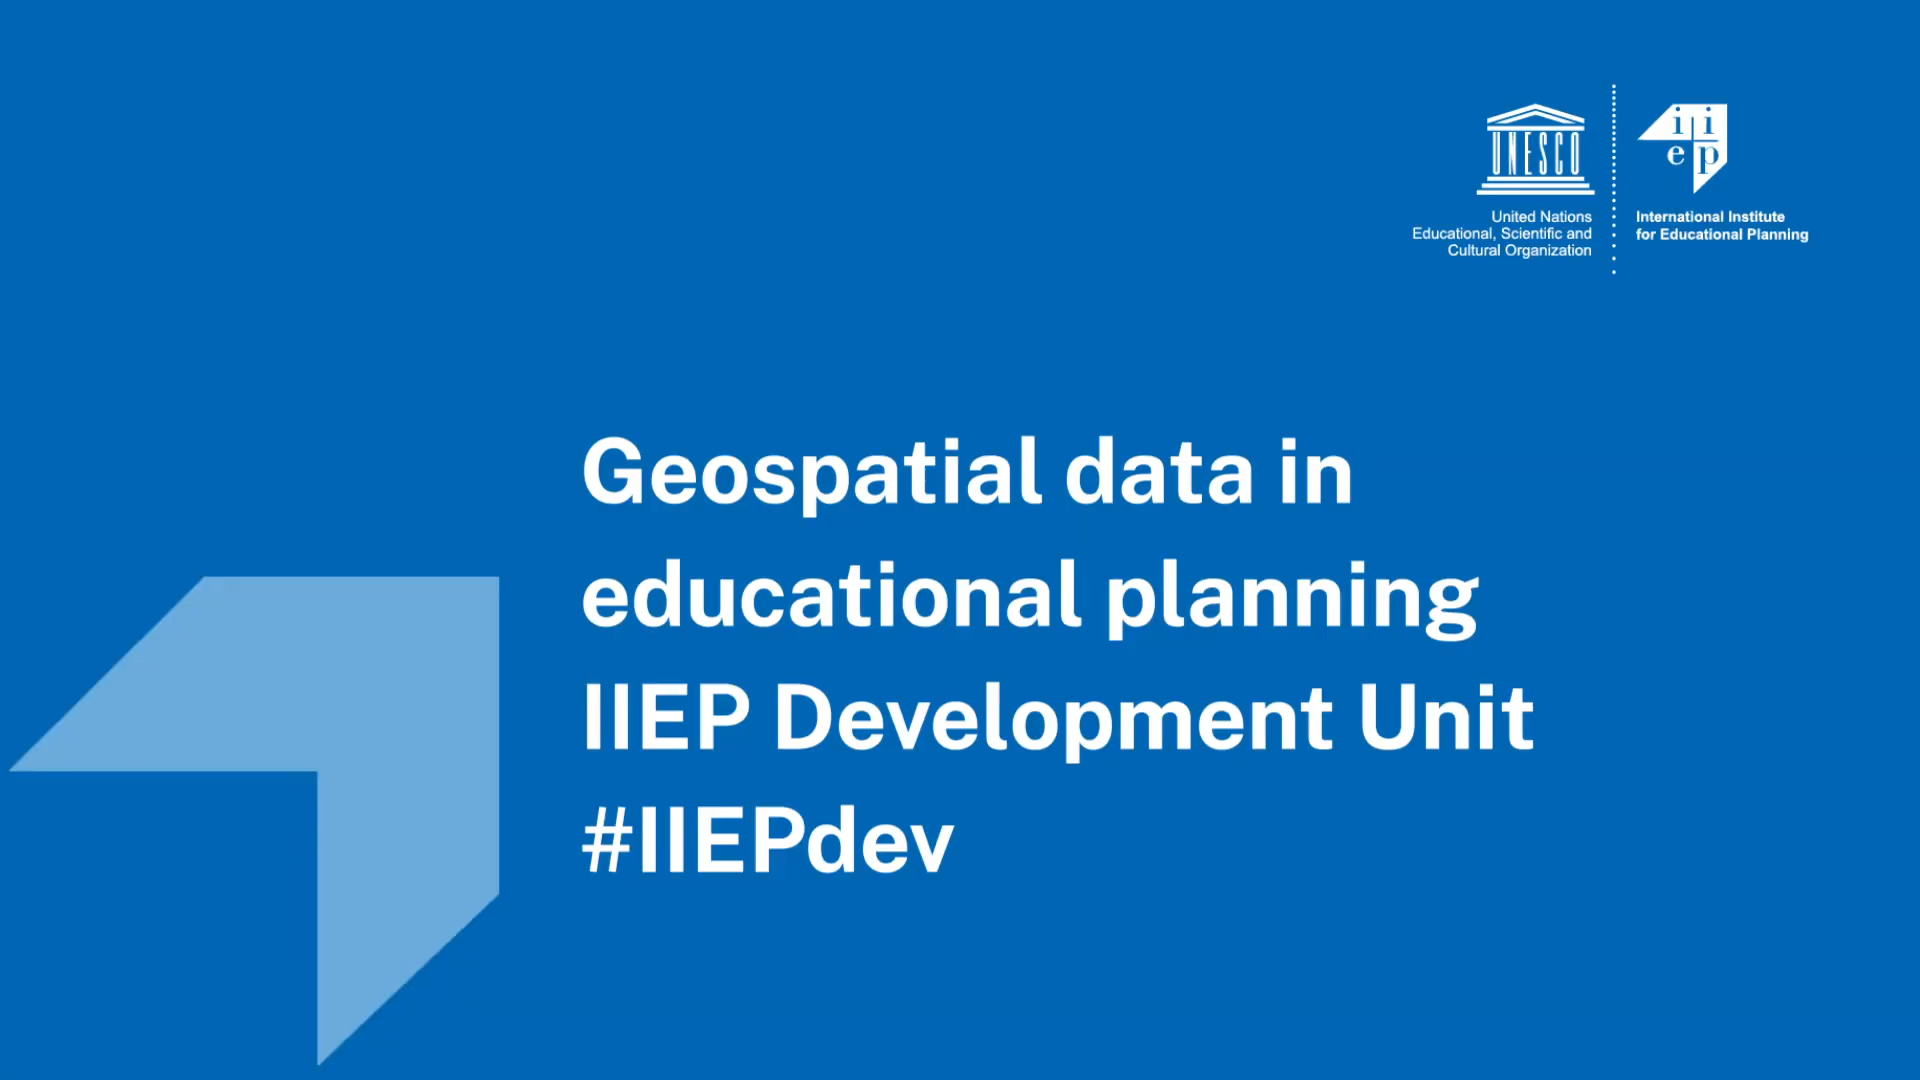 UNESCO
United Nations
Educational, Scientific and
Cultural Organization
i i
e p
International Institute
for Educational Planning
Geospatial data in
educational planning
IIEP Development Unit
#IIEPdev